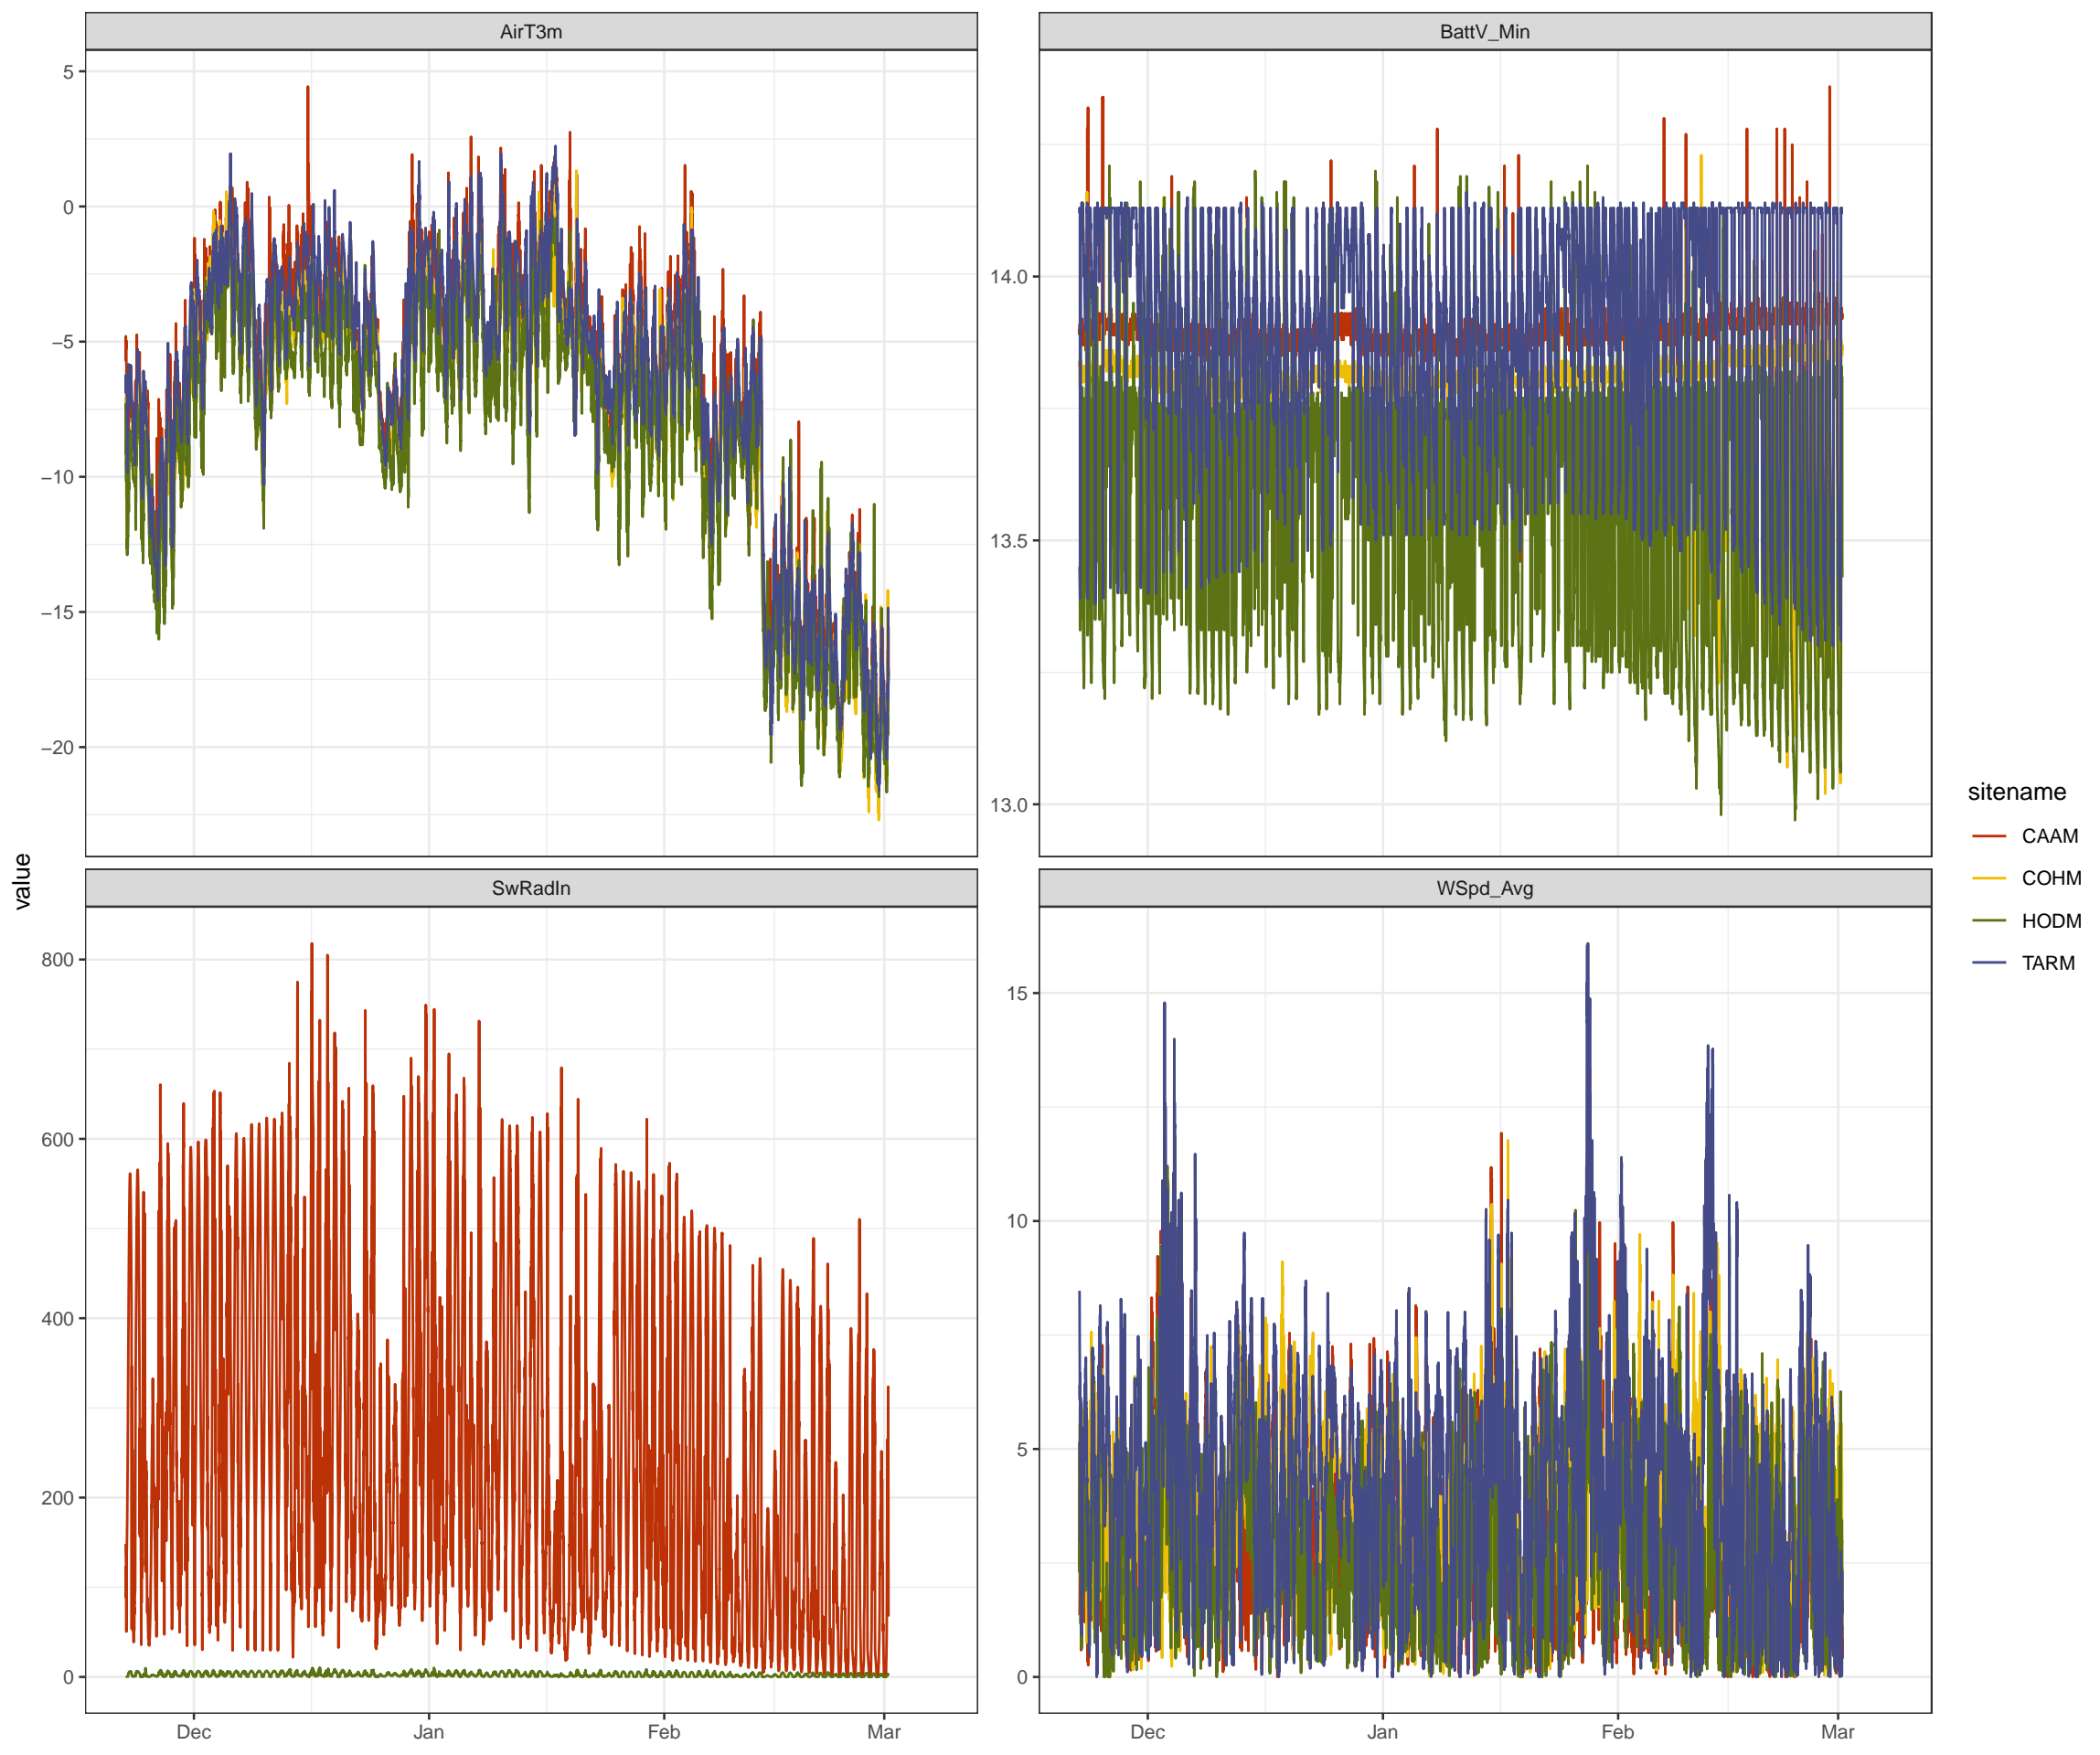 AirT3m
BattV_Min
5
0
−5
−10
−15
−20
14.0
13.5
13.0
value
SwRadIn
WSpd_Avg
800
600
400
200
0
15
10
5
0
Dec
Jan
Feb
Mar
Dec
Jan
Feb
Mar
sitename
CAAM
COHM
HODM
TARM